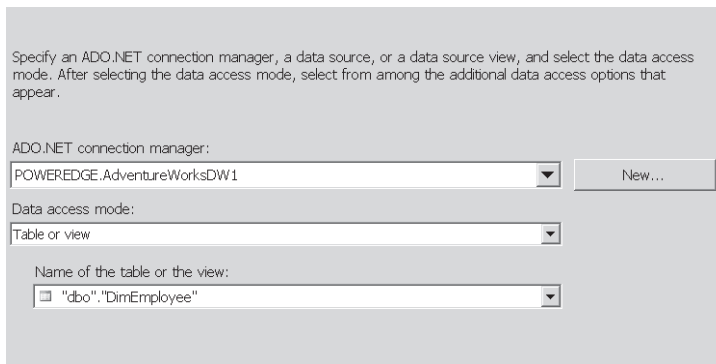 Specify an ADO.NET connection manager, a data source, or a data source view, and select the data access
mode. After selecting the data access mode, select from among the additional data access options that
appear.
ADO.NET connection manager:
POWEREDGE.AdventureWorksDW1
New...
Data access mode:
Table or view
Name of the table or the view:
"dbo"."DimEmployee"